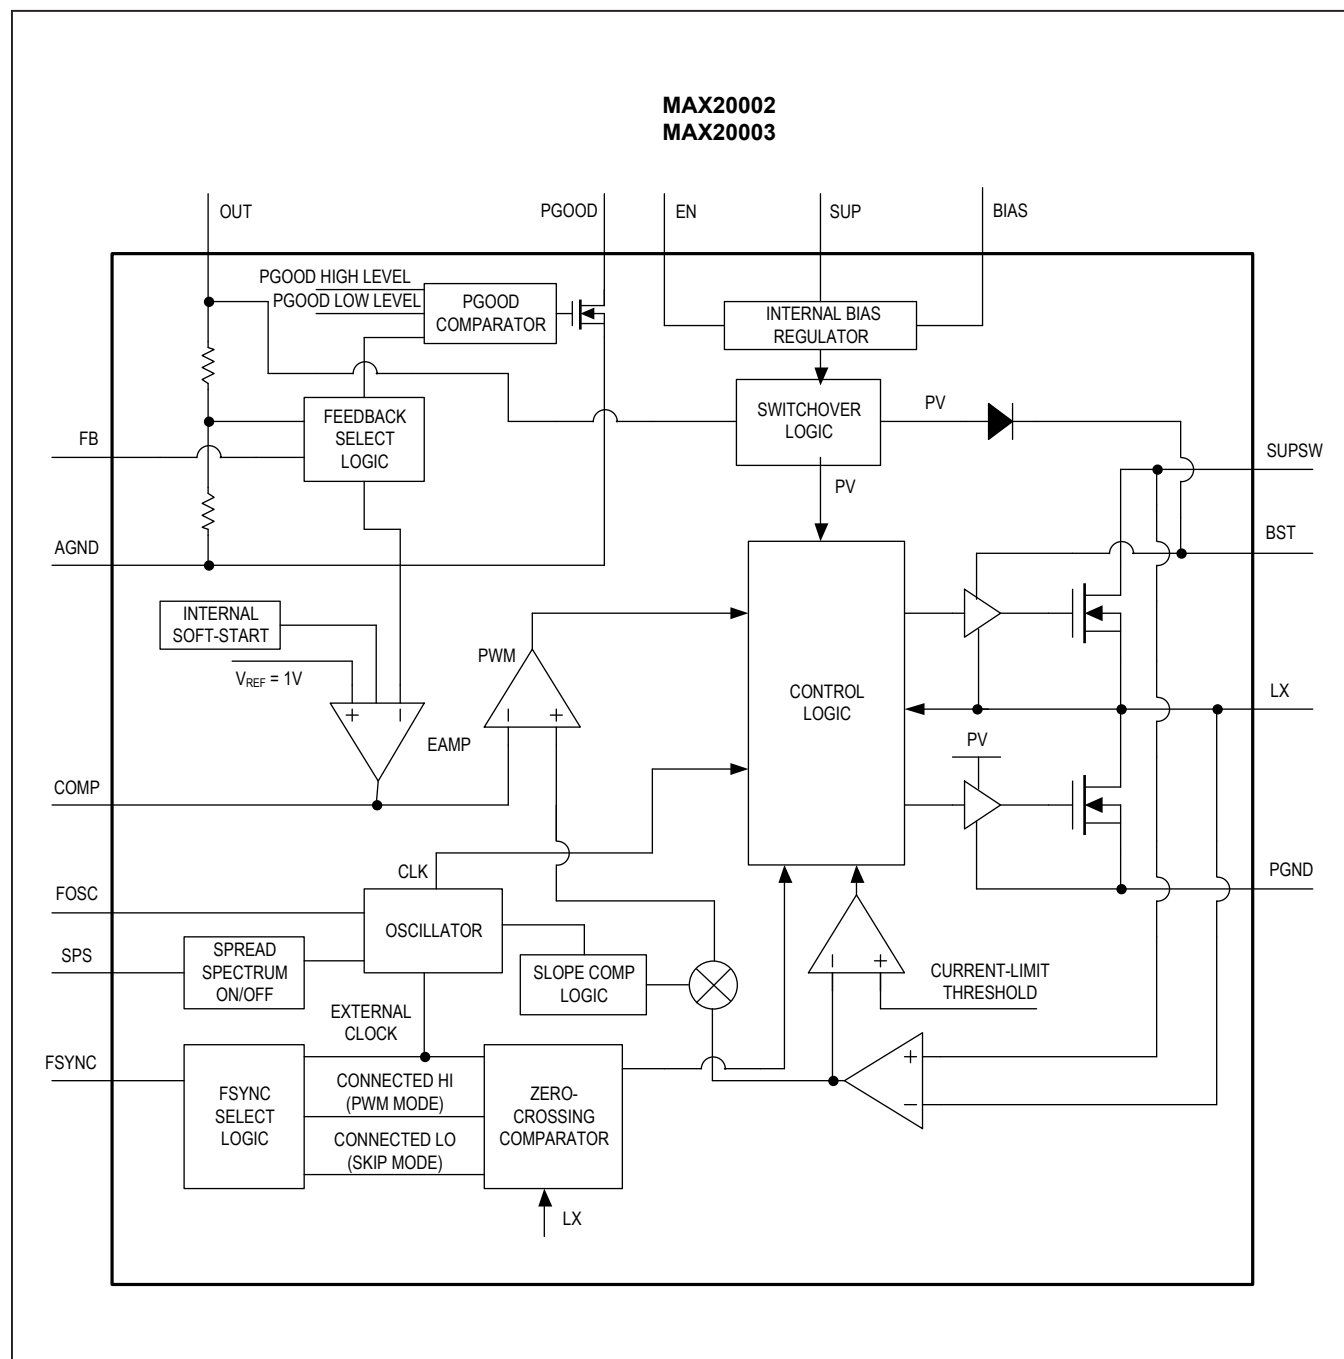 MAX20002
MAX20003
OUT
PGOOD
EN
SUP
BIAS
PGOOD HIGH LEVEL
PGOOD LOW LEVEL
PGOOD
COMPARATOR
INTERNAL BIAS
REGULATOR
SWITCHOVER
LOGIC
PV
FEEDBACK
SELECT
LOGIC
FB
SUPSW
PV
AGND
BST
INTERNAL
SOFT-START
VREF = 1V
PWM
+
−
−
+
EAMP
CONTROL
LOGIC
LX
PV
COMP
CLK
PGND
FOSC
OSCILLATOR
SPS
SPREAD
SPECTRUM
ON/OFF
SLOPE COMP
LOGIC
−
+
CURRENT-LIMIT
THRESHOLD
EXTERNAL
CLOCK
FSYNC
FSYNC
SELECT
LOGIC
CONNECTED HI
(PWM MODE)
CONNECTED LO
(SKIP MODE)
ZERO-
CROSSING
COMPARATOR
+
−
LX